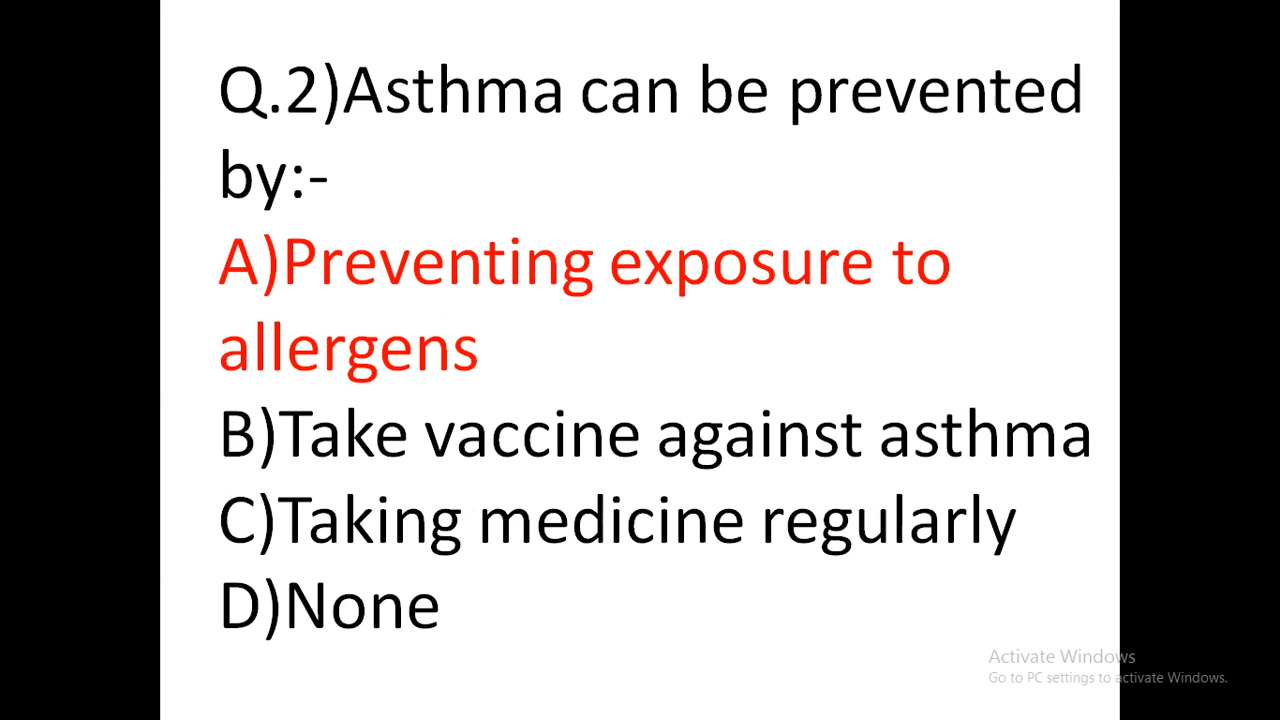 Q.2)Asthma can be prevented
by:-
A)Preventing exposure to
allergens
B)Take vaccine against asthma
C)Taking medicine regularly
D)None
Activate Windows
Go to PC settings to activate Windows.